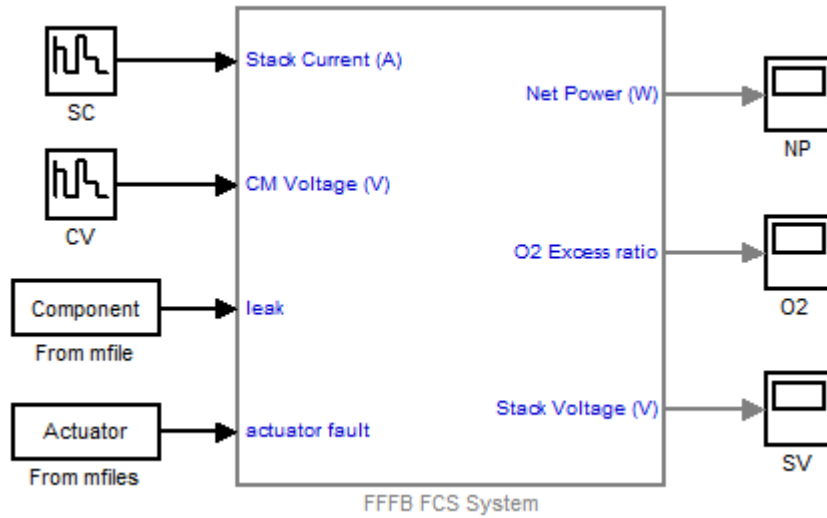 Stack Current (A)
SC
Net Power (W)
NP
CM Voltage (V)
CV
O2 Excess ratio
O2
Component
leak
From mfile
Stack Voltage (V)
SV
Actuator
actuator fault
From mfiles
FFFB FCS System